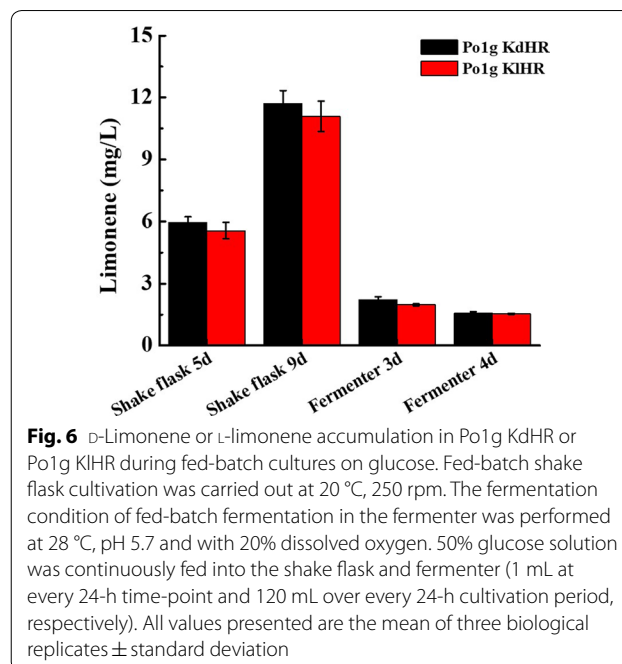 15
12
9
6
3
0
Limonene (mg/L)
Po1g KdHR
Po1g KlHR
Shake flask 5d
Shake flask 9d
Fermenter 3d
Fermenter 4d
Fig. 6 D-Limonene or L-limonene accumulation in Po1g KdHR or
Po1g KlHR during fed-batch cultures on glucose. Fed-batch shake
flask cultivation was carried out at 20 °C, 250 rpm. The fermentation
condition of fed-batch fermentation in the fermenter was performed
at 28 °C, pH 5.7 and with 20% dissolved oxygen. 50% glucose solution
was continuously fed into the shake flask and fermenter (1 mL at
every 24-h time-point and 120 mL over every 24-h cultivation period,
respectively). All values presented are the mean of three biological
replicates ± standard deviation